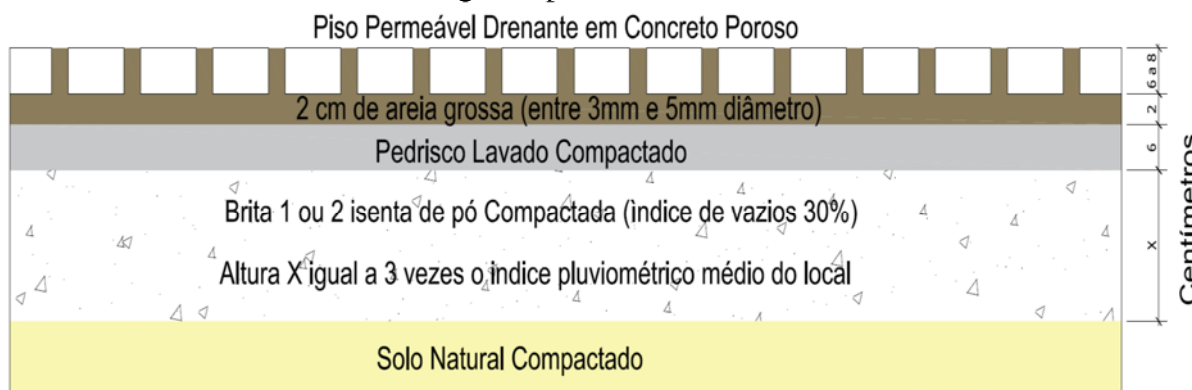 Piso Permeável Drenante em Concreto Poroso
6 a 8
2 cm de areia grossa (entre 3mm e 5mm diâmetro)
2
Pedrisco Lavado Compactado
6
Brita 1 ou 2 isenta de pó Compactada (ìndice de vazios 30%)
Altura X igual a 3 vezes o ìndice pluviométrico médio do local
x
Centímetros
Solo Natural Compactado